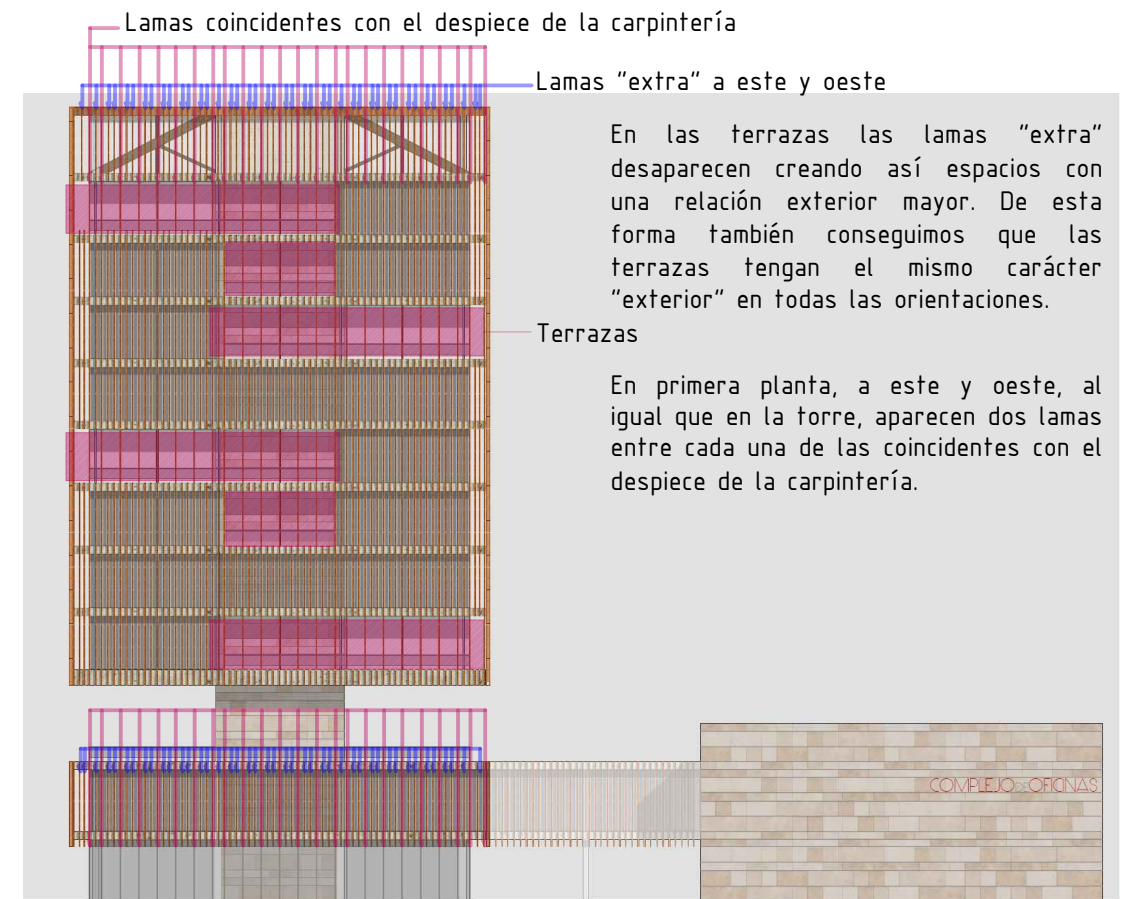 Lamas coincidentes con el despiece de la carpintería
Lamas "extra" a este y oeste
En las terrazas las lamas "extra"
desaparecen creando así espacios con
una relación exterior mayor. De esta
forma también conseguimos que las
terrazas tengan el mismo carácter
"exterior" en todas las orientaciones.
Terrazas
En primera planta, a este y oeste, al
igual que en la torre, aparecen dos lamas
entre cada una de las coincidentes con el
despiece de la carpintería.
COMPLEJO DE OFICINAS